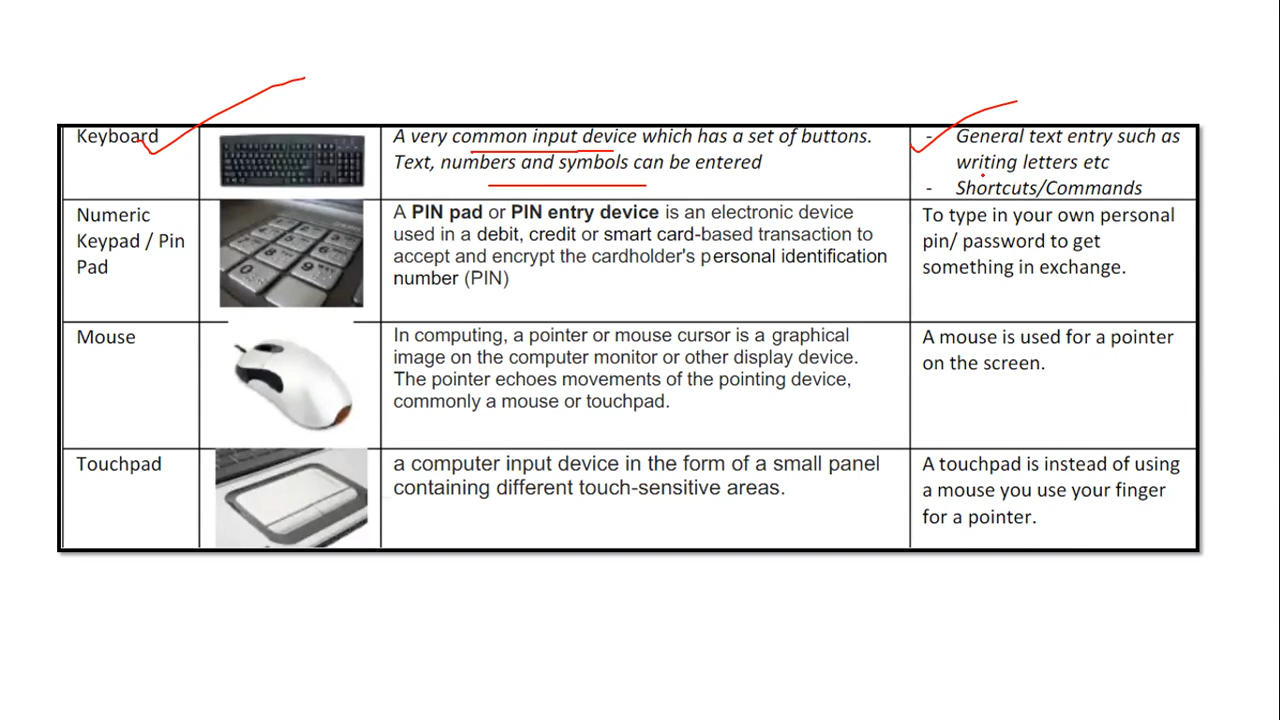 Keyboard
A very common input device which has a set of buttons.
Text, numbers and symbols can be entered
- General text entry such as
writing letters etc
- Shortcuts/Commands
Numeric
Keypad / Pin
Pad
A PIN pad or PIN entry device is an electronic device
used in a debit, credit or smart card-based transaction to
accept and encrypt the cardholder's personal identification
number (PIN)
To type in your own personal
pin/ password to get
something in exchange.
Mouse
In computing, a pointer or mouse cursor is a graphical
image on the computer monitor or other display device.
The pointer echoes movements of the pointing device,
commonly a mouse or touchpad.
A mouse is used for a pointer
on the screen.
Touchpad
a computer input device in the form of a small panel
containing different touch-sensitive areas.
A touchpad is instead of using
a mouse you use your finger
for a pointer.